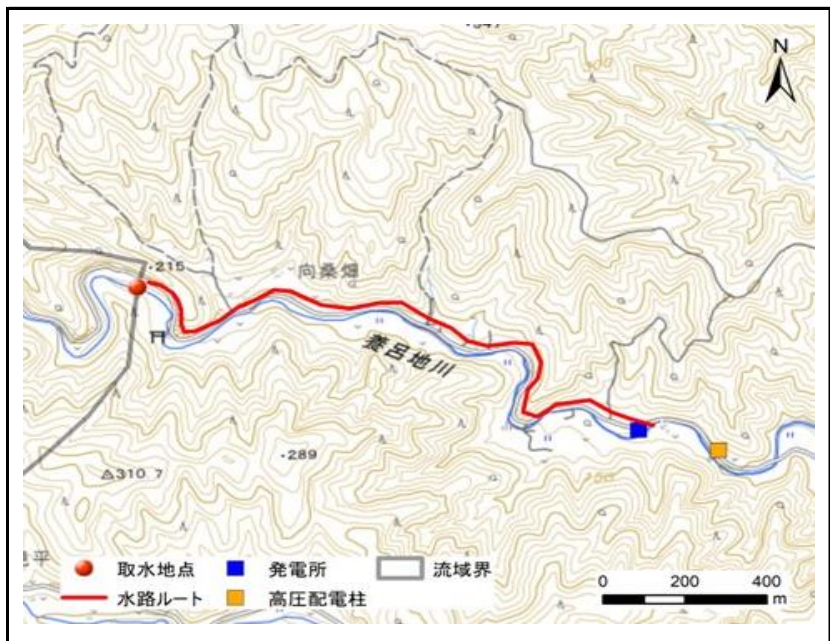 N
・215
向桑畑
養呂地川
・289
△310 7
取水地点
発電所
流域界
水路ルート
高圧配電柱
0 200 400
m